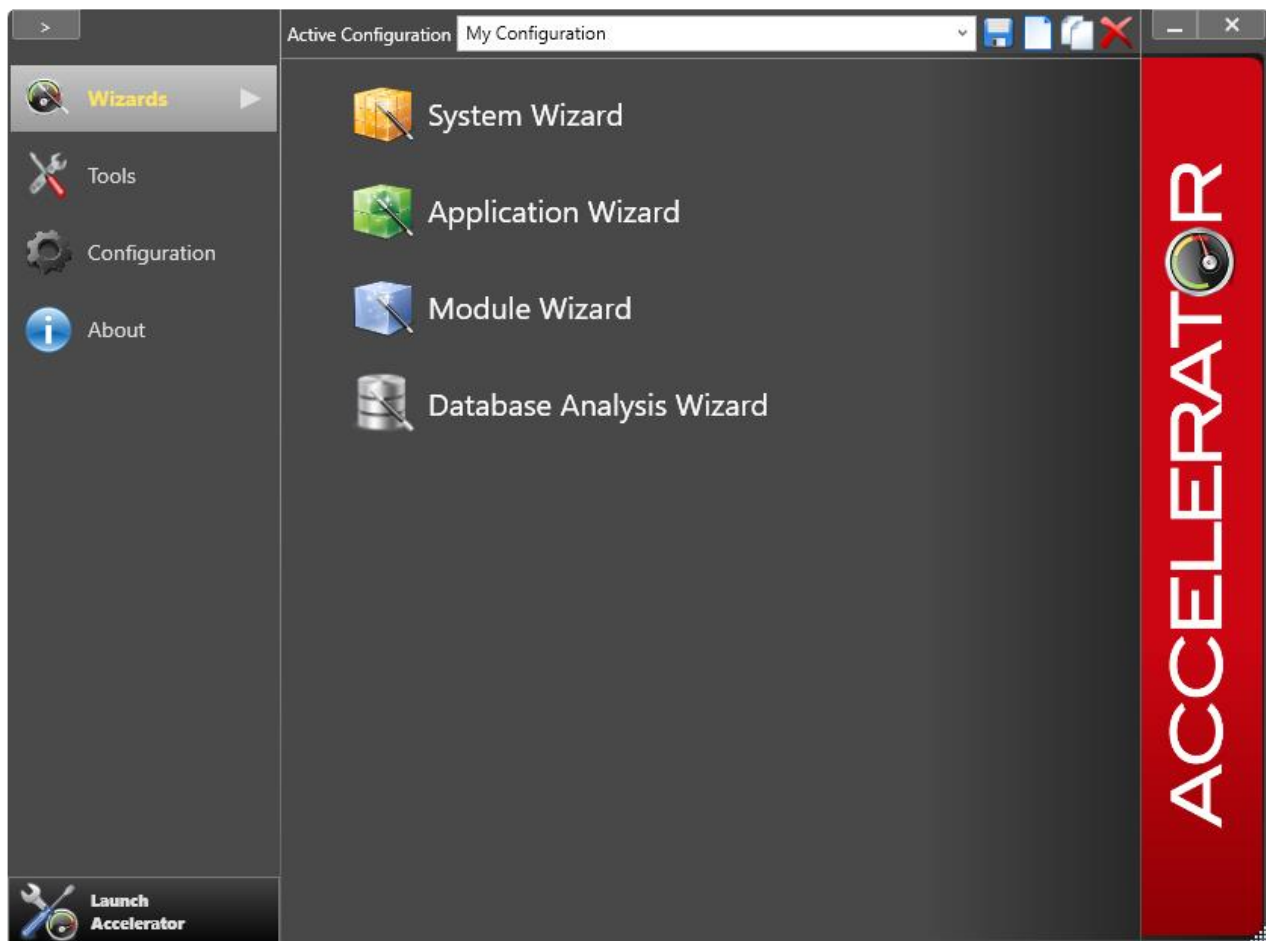 >
Active Configuration My Configuration
Wizards
Tools
Configuration
About
System Wizard
Application Wizard
Module Wizard
Database Analysis Wizard
Launch
Accelerator
ACCELERATOR